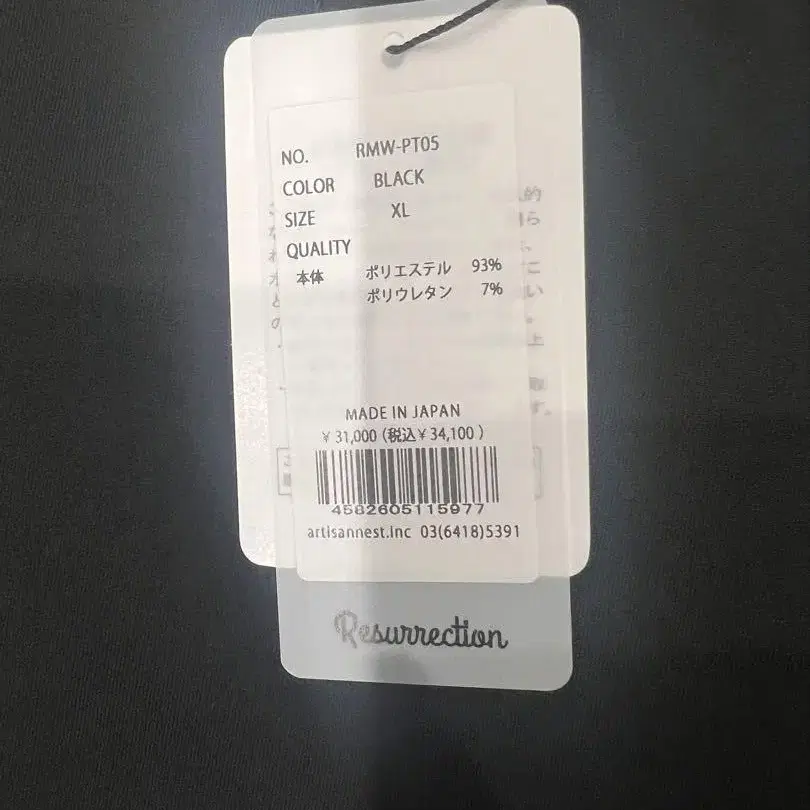 NO. RMW-PT05
COLOR BLACK
SIZE XL
QUALITY
本体 ポリエステル 93%
ポリウレタン 7%
MADE IN JAPAN
¥ 31,000 (税込¥ 34,100 )
4582605115977
artisannest.inc 03(6418)5391
Resurrection